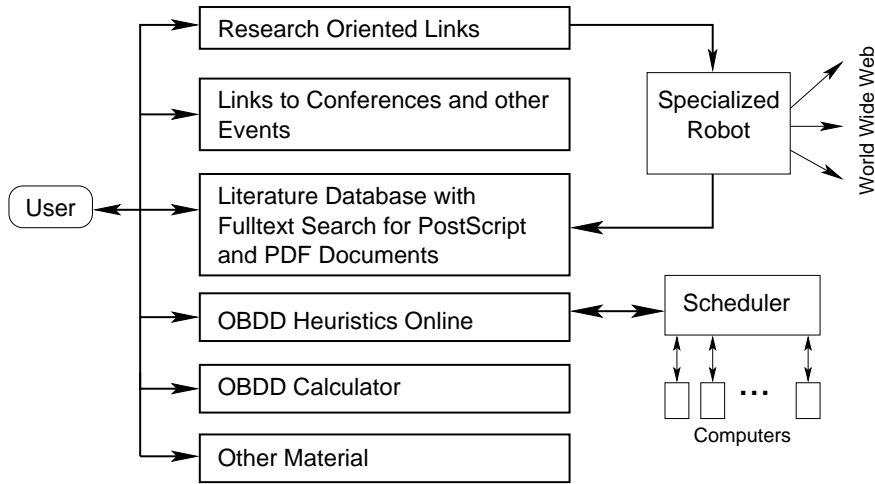 Research Oriented Links
Links to Conferences and other
Events
Specialized
Robot
World Wide Web
User
Literature Database with
Fulltext Search for PostScript
and PDF Documents
OBDD Heuristics Online
Scheduler
OBDD Calculator
...
Computers
Other Material